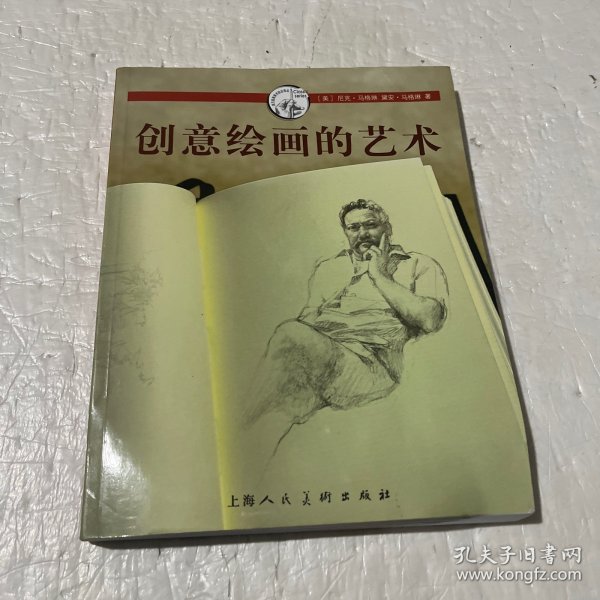 [美] 尼克·马格琳 黛安·马格琳 著
创意绘画的艺术
上海人民美術出版社
孔夫子旧書网
www.kongfz.com